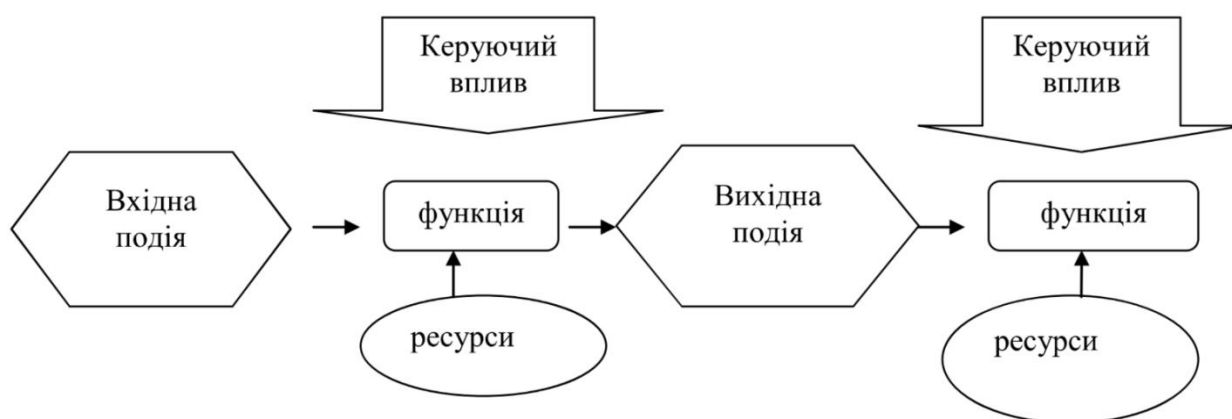 Керуючий
вплив
Керуючий
вплив
Вхідна
подія
функція
Вихідна
подія
функція
ресурси
ресурси